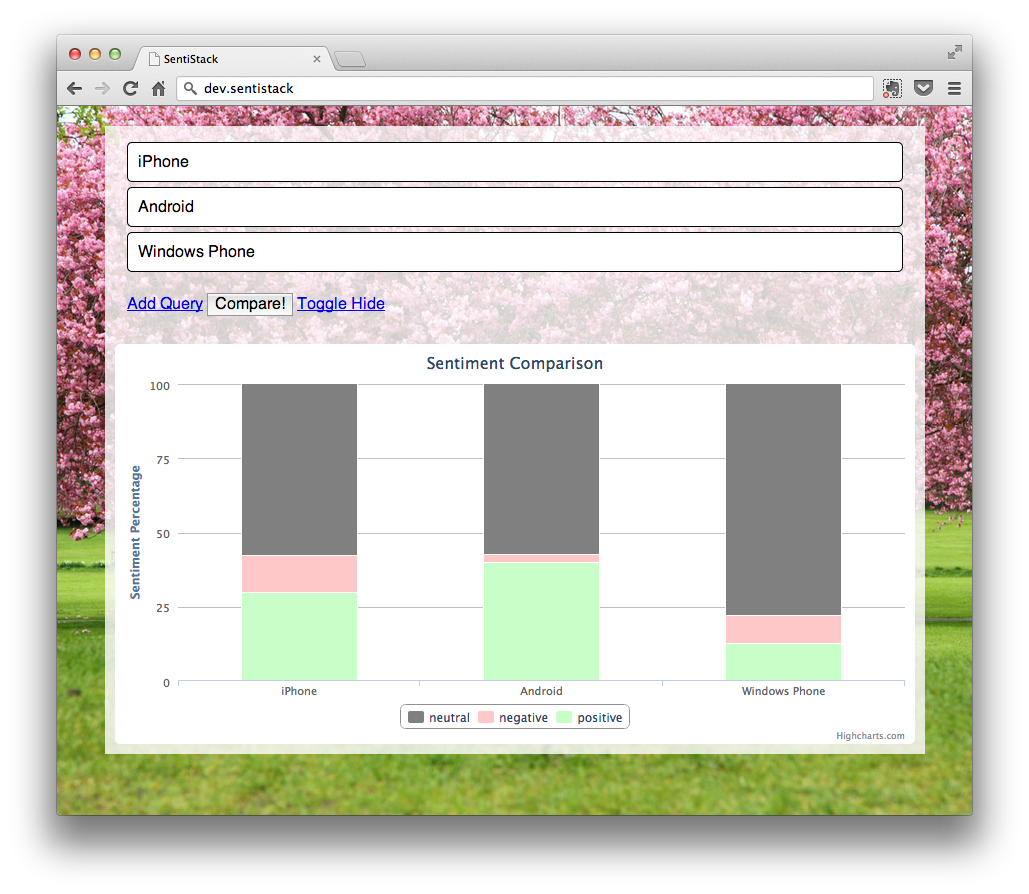 SentiStack
dev.sentistack
iPhone
Android
Windows Phone
Add Query Compare! Toggle Hide
Sentiment Comparison
Sentiment Percentage
100
75
50
25
0
iPhone Android Windows Phone
neutral negative positive
Highcharts.com